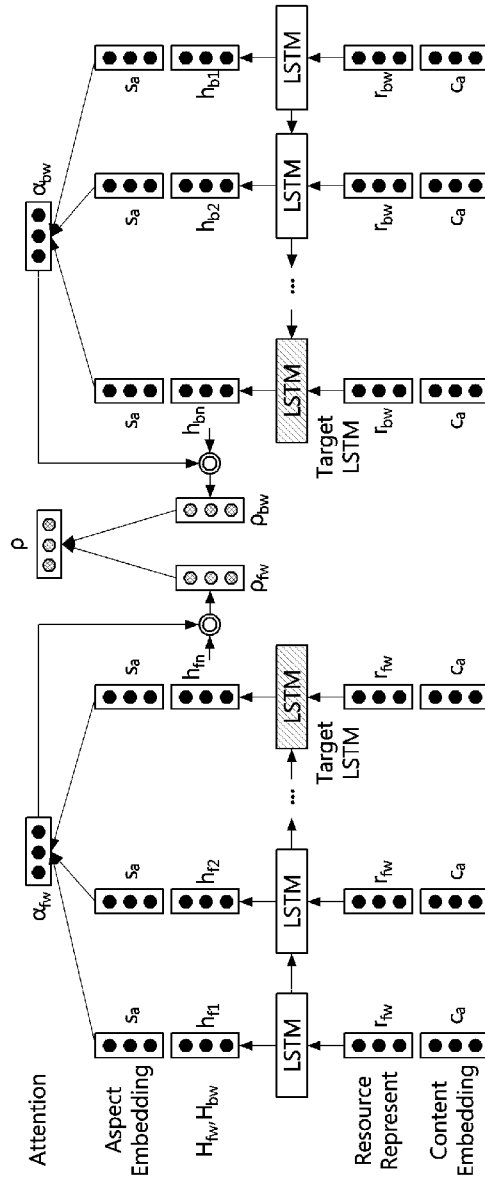 Attention
α_fw
ρ
α_bw
Aspect
Embedding
s_a
s_a
s_a
s_a
s_a
s_a
H_fw,H_bw
h_f1
h_f2
h_fn
ρ_fw
ρ_bw
h_bn
h_b2
h_b1
LSTM
LSTM
...
LSTM
LSTM
...
LSTM
LSTM
Target
LSTM
Target
LSTM
Resource
Represent
r_fw
r_fw
r_fw
r_bw
r_bw
r_bw
Content
Embedding
c_a
c_a
c_a
c_a
c_a
c_a